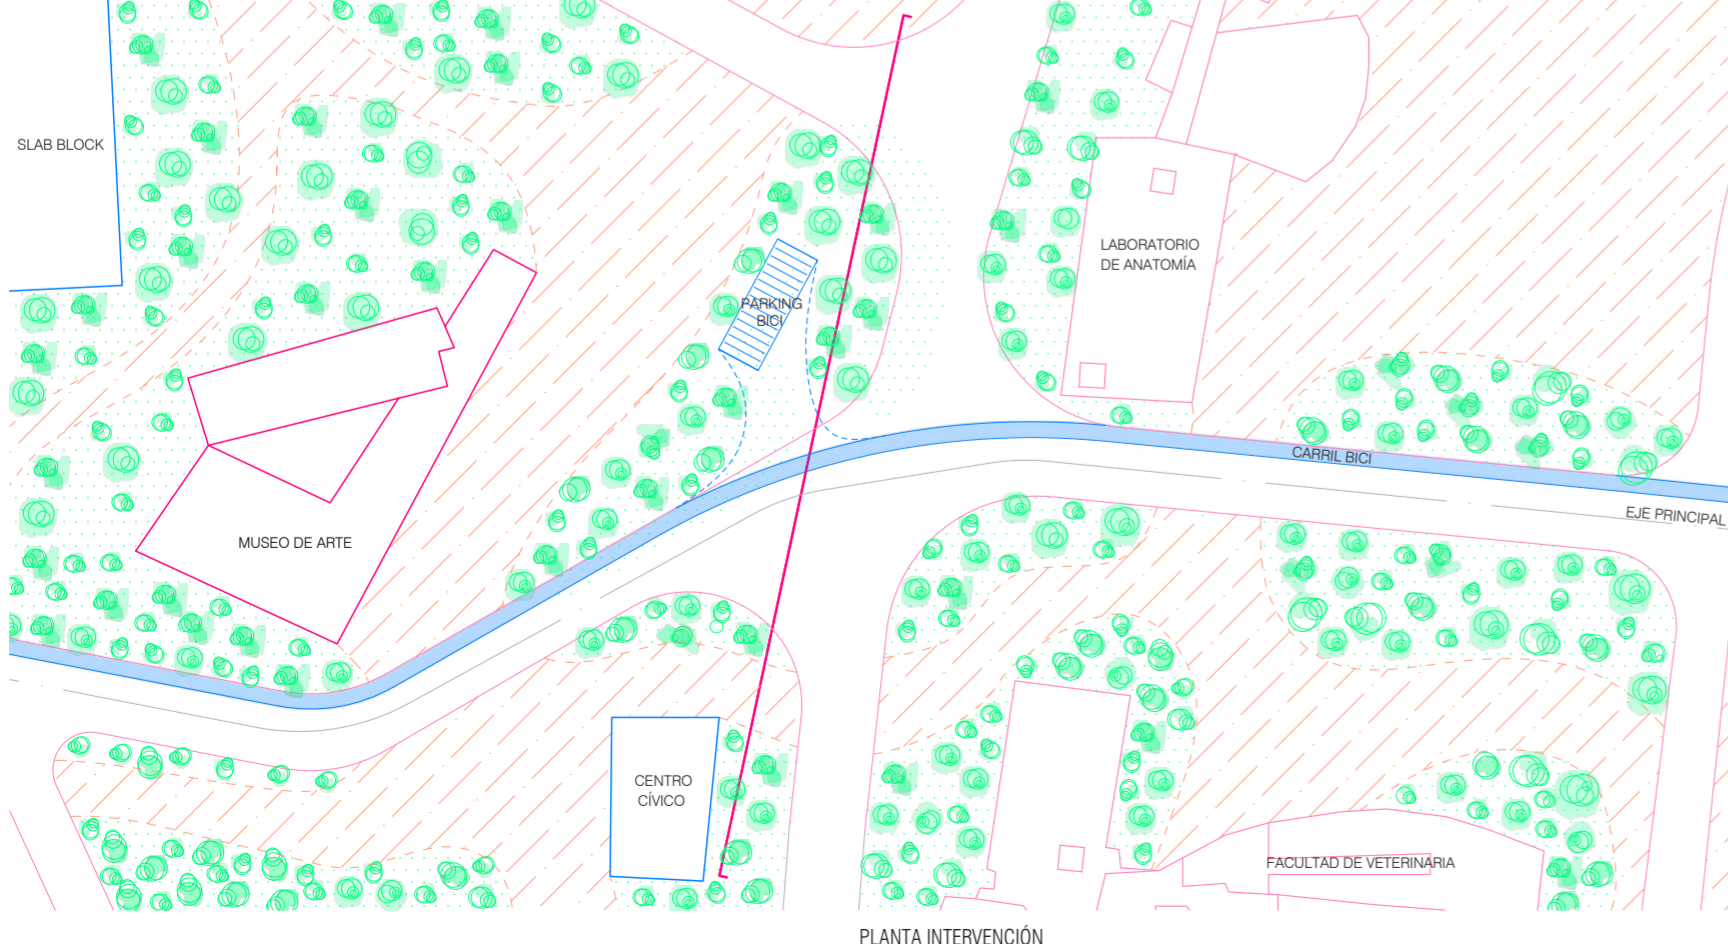 SLAB BLOCK
LABORATORIO
DE ANATOMÍA
PARKING
BICI
CARRIL BICI
EJE PRINCIPAL
MUSEO DE ARTE
CENTRO
CÍVICO
FACULTAD DE VETERINARIA
PLANTA INTERVENCIÓN